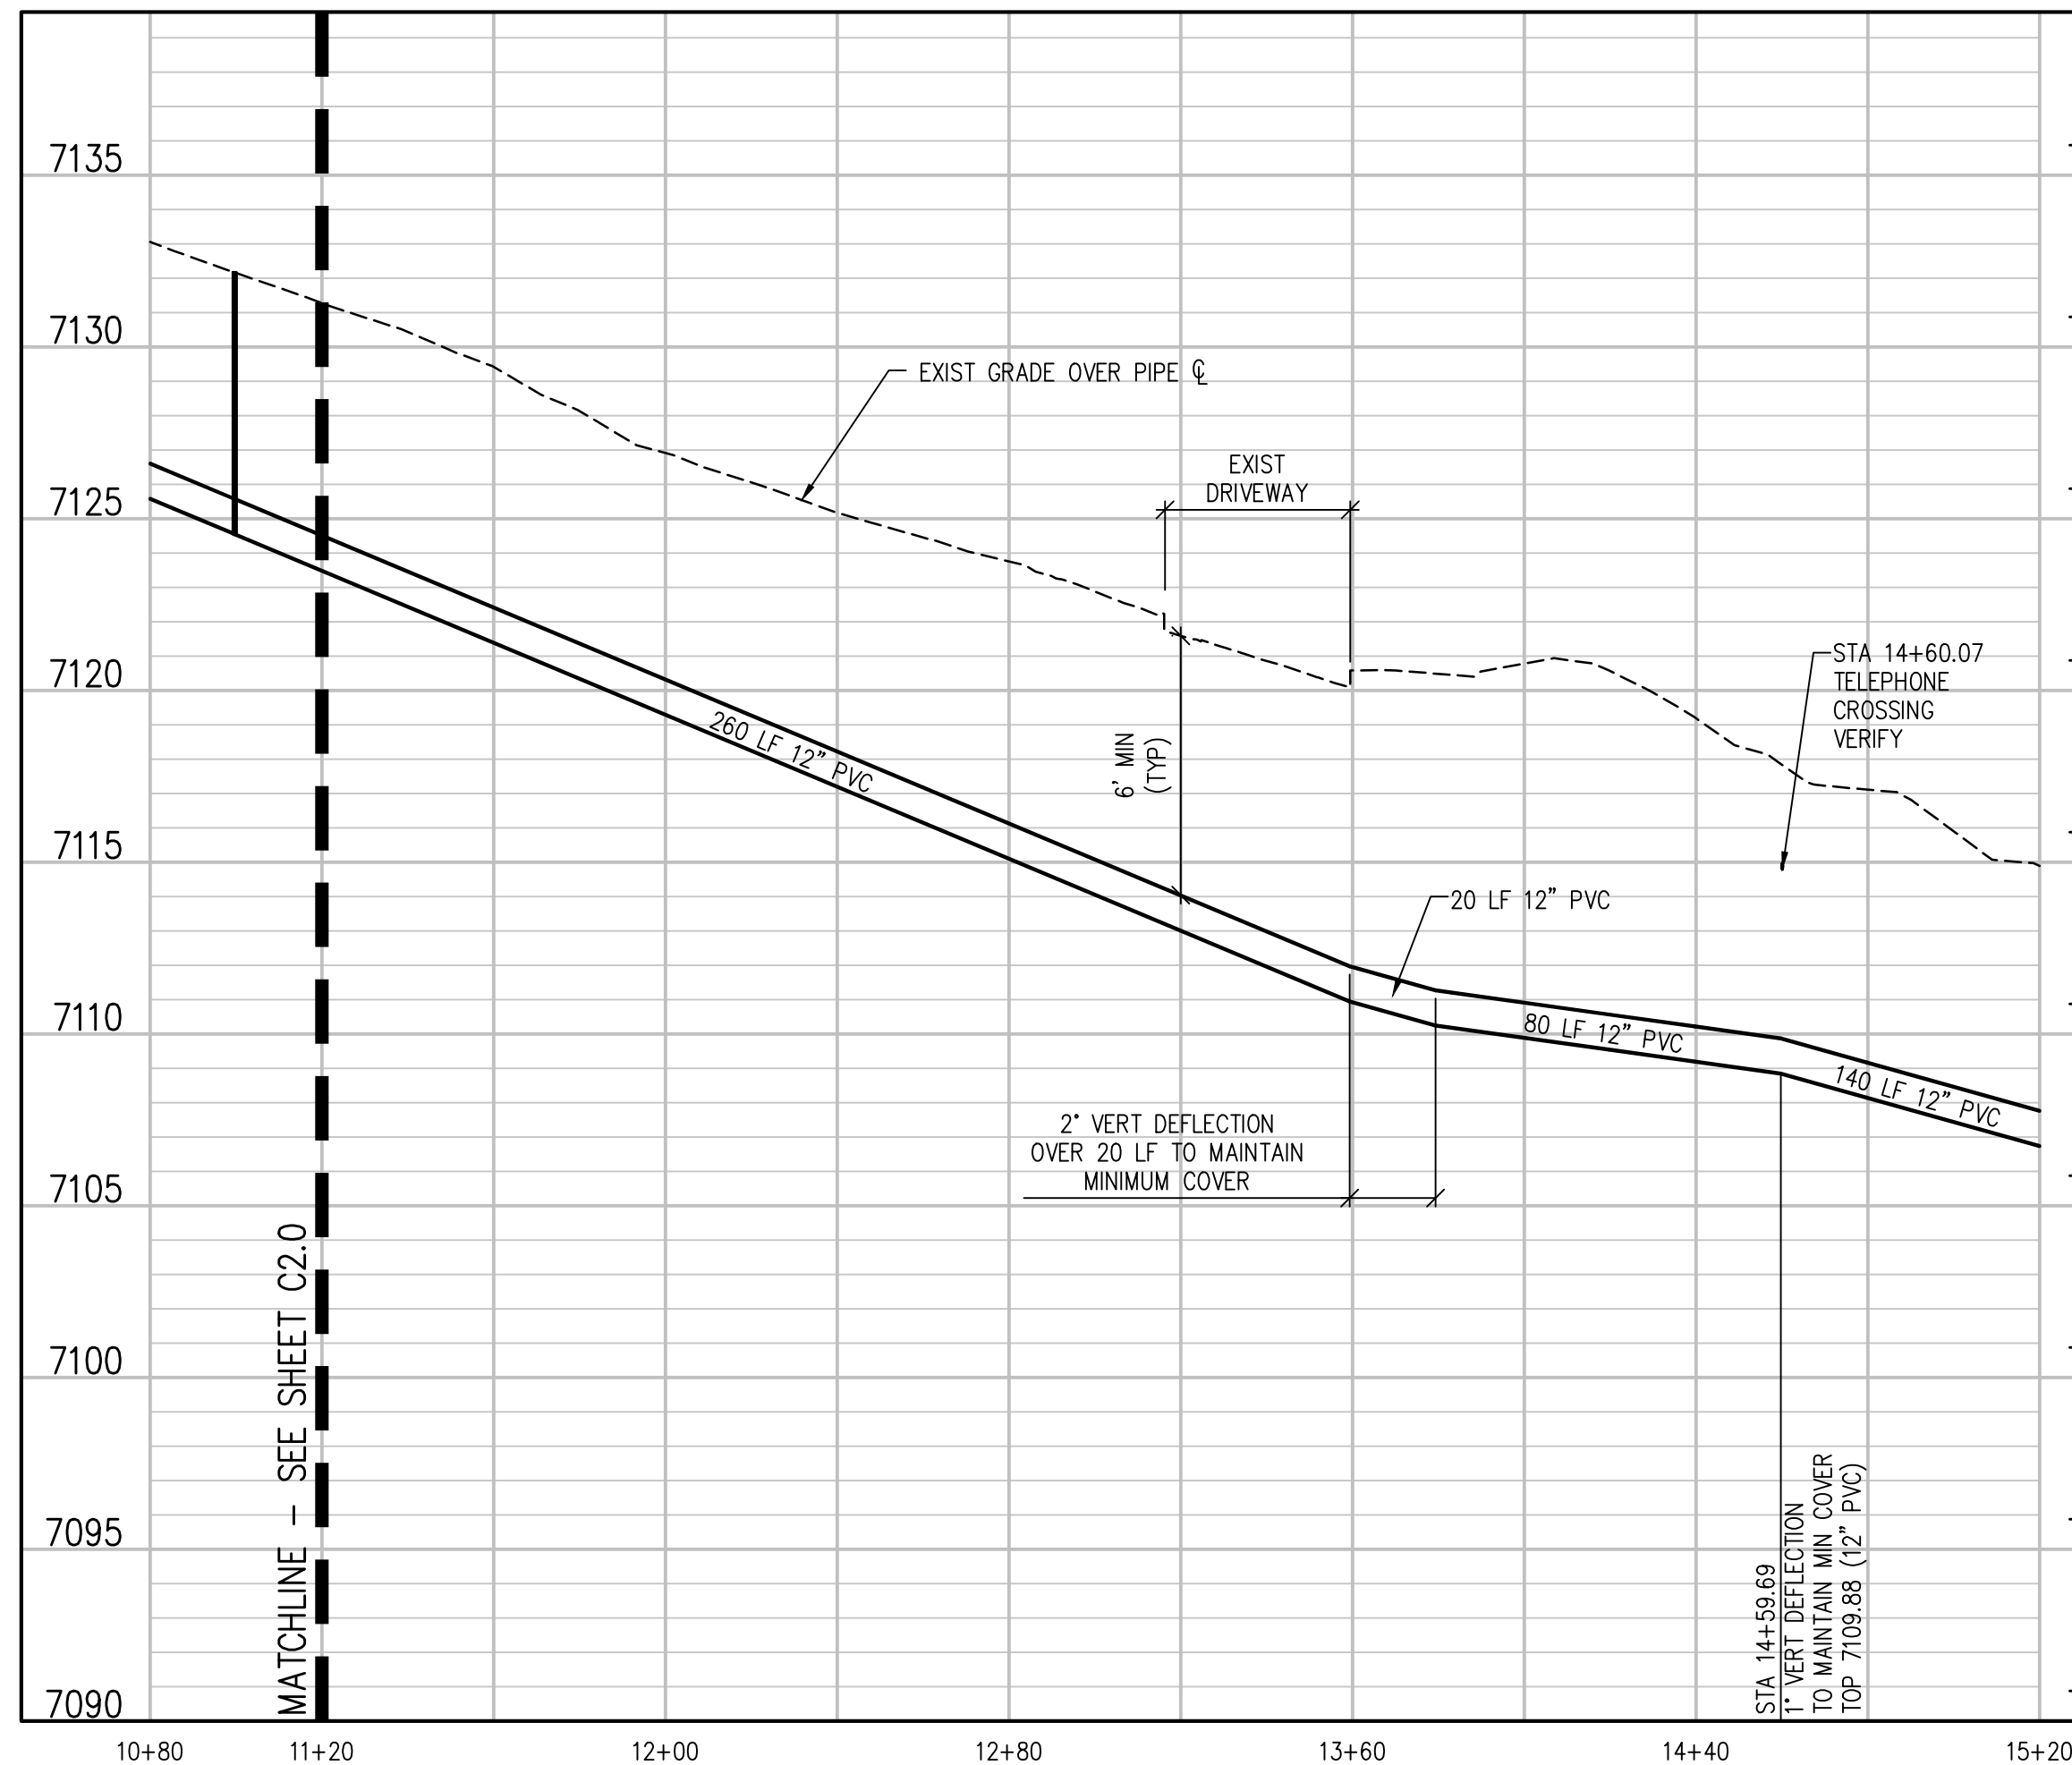 7135
7130
7125
7120
7115
7110
7105
7100
7095
7090
EXIST GRADE OVER PIPE ℄
EXIST
DRIVEWAY
STA 14+60.07
TELEPHONE
CROSSING
VERIFY
260 LF 12" PVC
6' MIN
(TYP)
20 LF 12" PVC
80 LF 12" PVC
140 LF 12" PVC
2° VERT DEFLECTION
OVER 20 LF TO MAINTAIN
MINIMUM COVER
MATCHLINE - SEE SHEET C2.0
STA 14+59.69
1° VERT DEFLECTION
TO MAINTAIN MIN COVER
TOP 7109.88 (12" PVC)
10+80
11+20
12+00
12+80
13+60
14+40
15+20